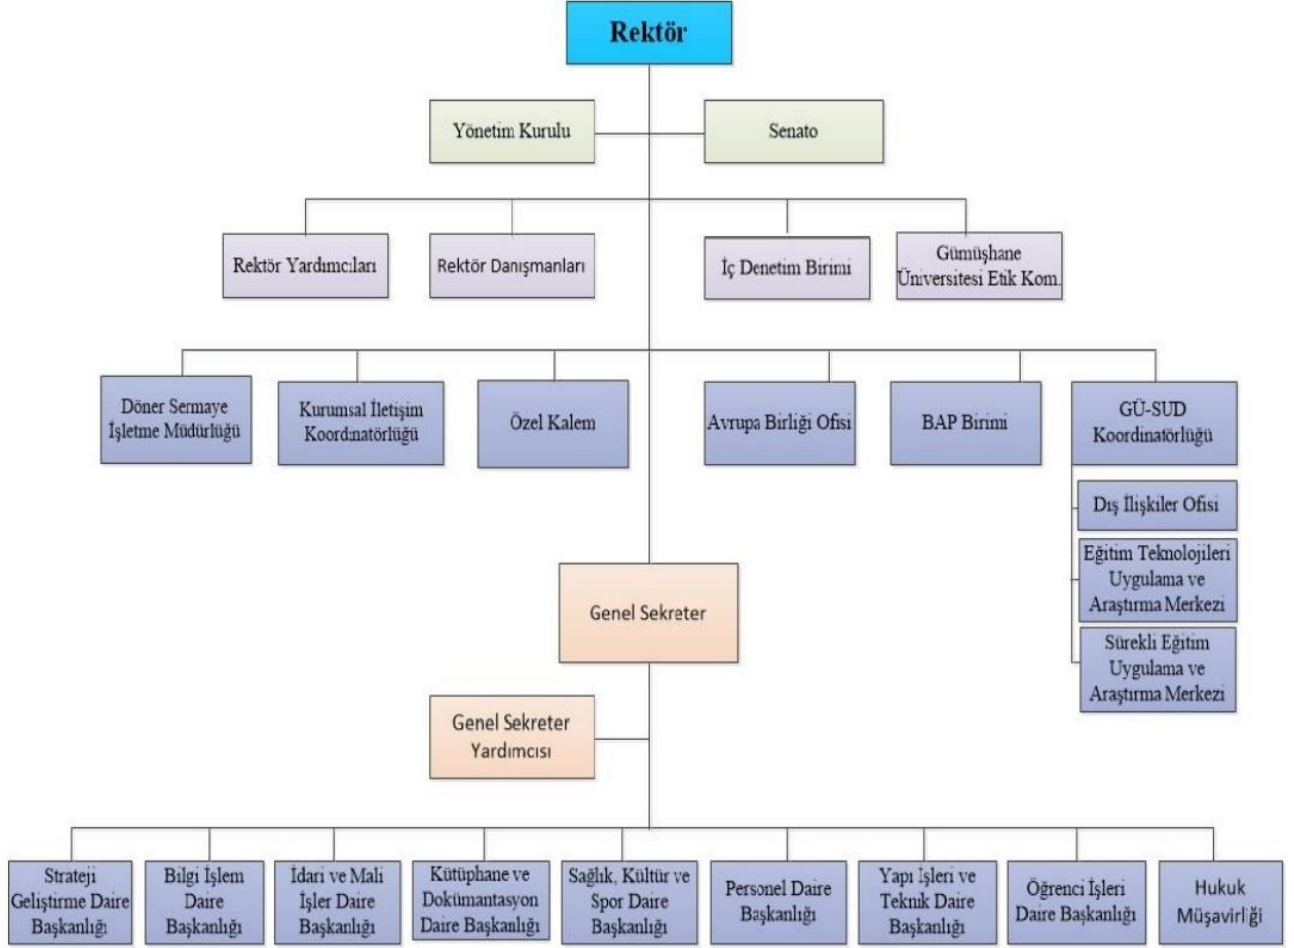 Rektör
Yönetim Kurulu
Senato
Rektör Yardımcıları
Rektör Danışmanları
İç Denetim Birimi
Gümüşhane
Üniversitesi Etik Kom.
Döner Sermaye
İşletme Müdürlüğü
Kurumsal İletişim
Koordinatörlüğü
Özel Kalem
Avrupa Birliği Ofisi
BAP Birimi
GÜ-SUD
Koordinatörlüğü
Dış İlişkiler Ofisi
Eğitim Teknolojileri
Uygulama ve
Araştırma Merkezi
Sürekli Eğitim
Uygulama ve
Araştırma Merkezi
Genel Sekreter
Genel Sekreter
Yardımcısı
Strateji
Geliştirme Daire
Başkanlığı
Bilgi İşlem
Daire
Başkanlığı
İdari ve Mali
İşler Daire
Başkanlığı
Kütüphane ve
Dokümantasyon
Daire Başkanlığı
Sağlık, Kültür ve
Spor Daire
Başkanlığı
Personel Daire
Başkanlığı
Yapı İşleri ve
Teknik Daire
Başkanlığı
Öğrenci İşleri
Daire Başkanlığı
Hukuk
Müşavirliği